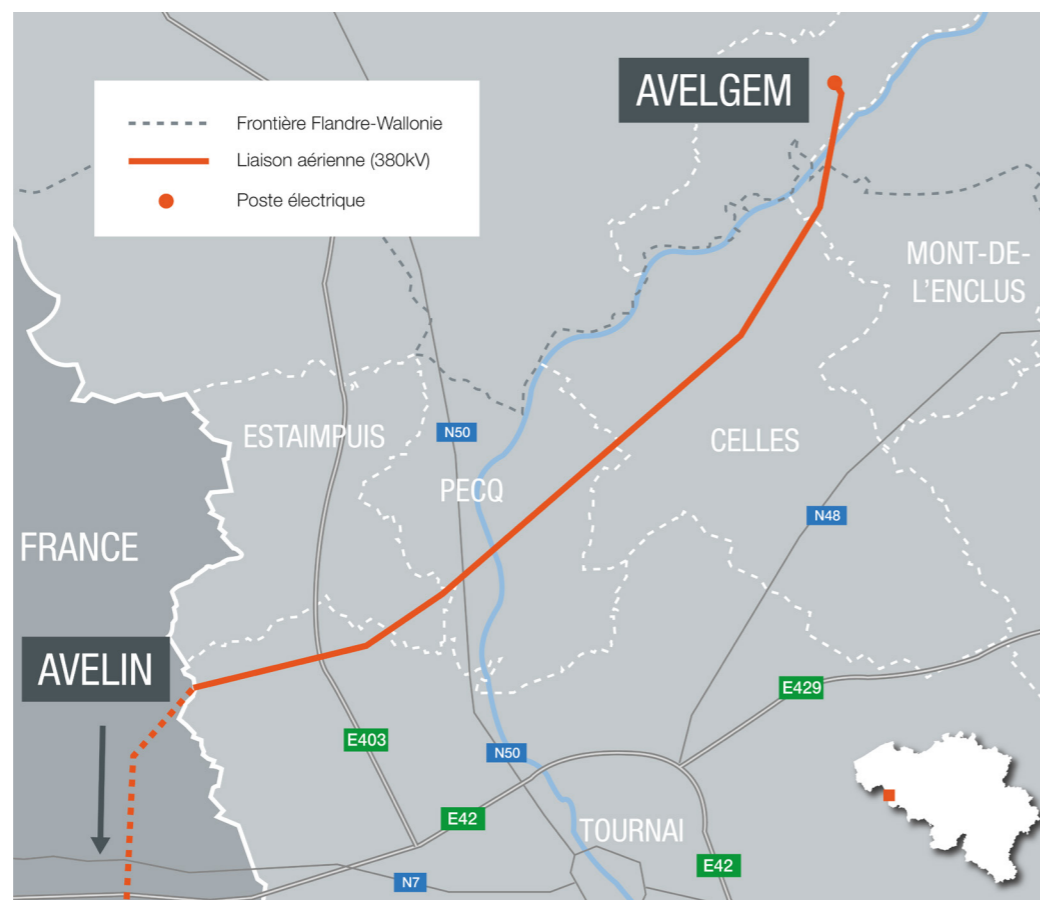 AVELGEM
Frontière Flandre-Wallonie
Liaison aérienne (380kV)
Poste électrique
MONT-DE-
L'ENCLUS
ESTAIMPUIS
N50
CELLES
PECQ
N48
FRANCE
AVELIN
E429
E403
N50
E42
TOURNAI
E42
N7